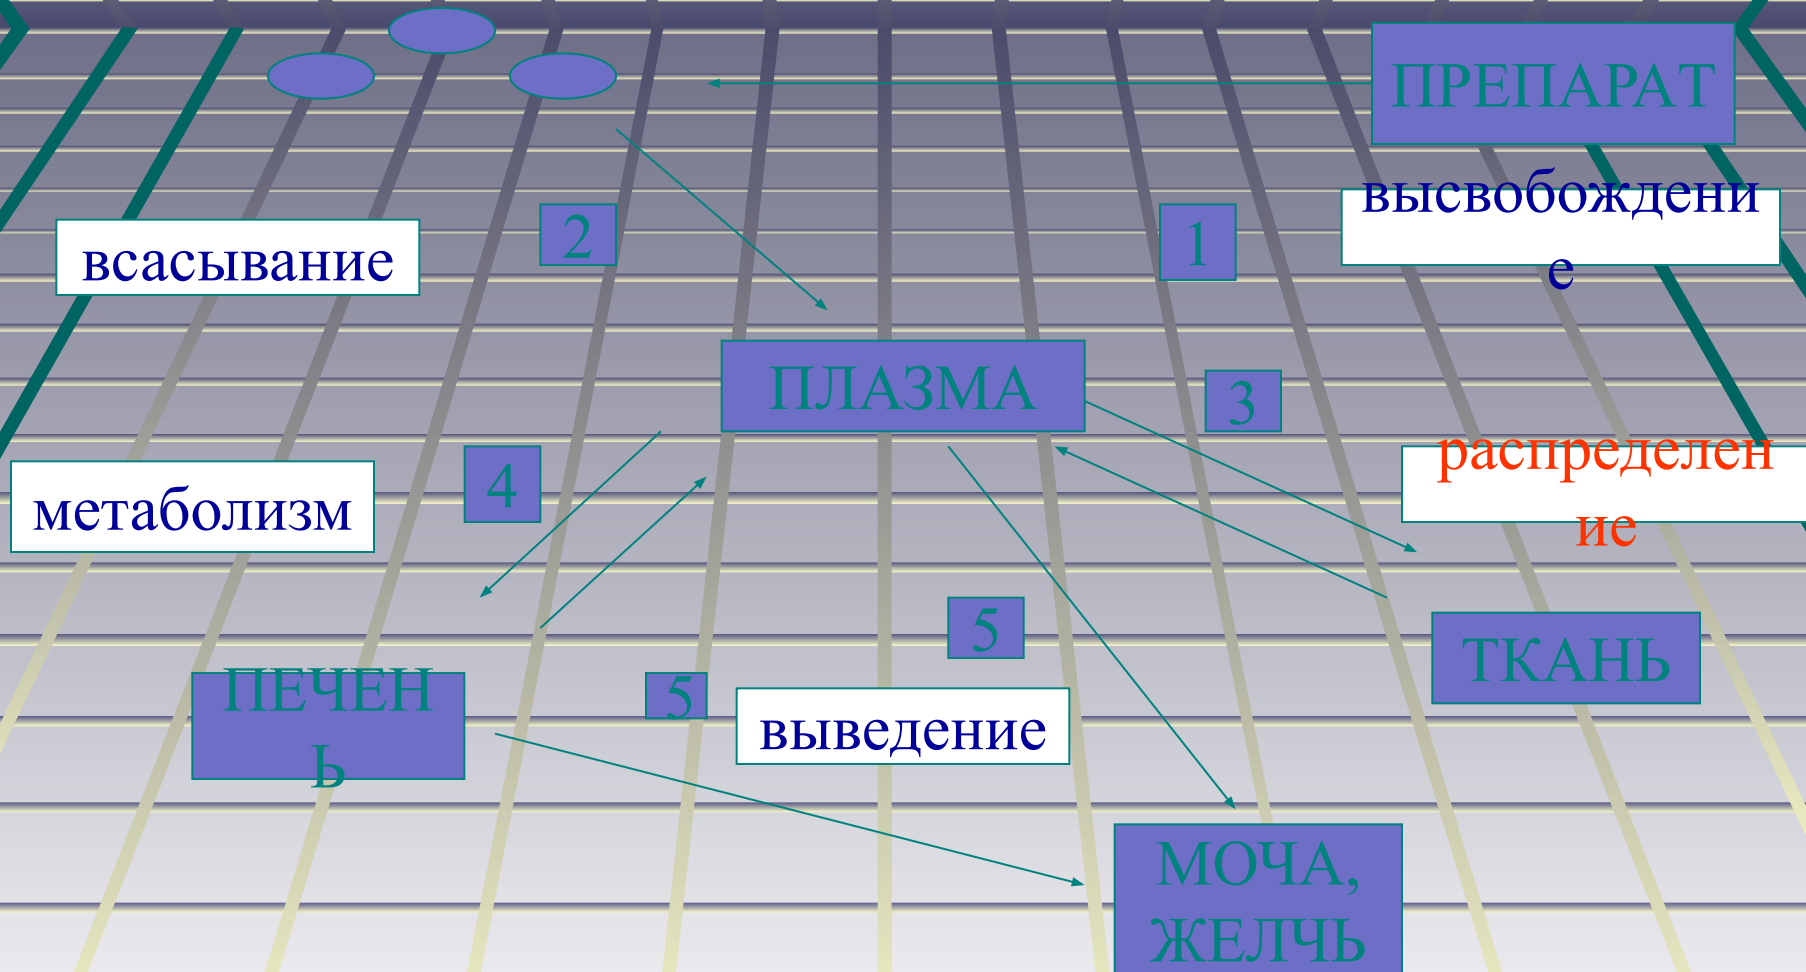 ПРЕПАРАТ
высвобождени
е
1
2
всасывание
ПЛАЗМА
3
распределен
ие
4
метаболизм
5
ТКАНЬ
ПЕЧЕН
Ь
5
выведение
МОЧА,
ЖЕЛЧЬ